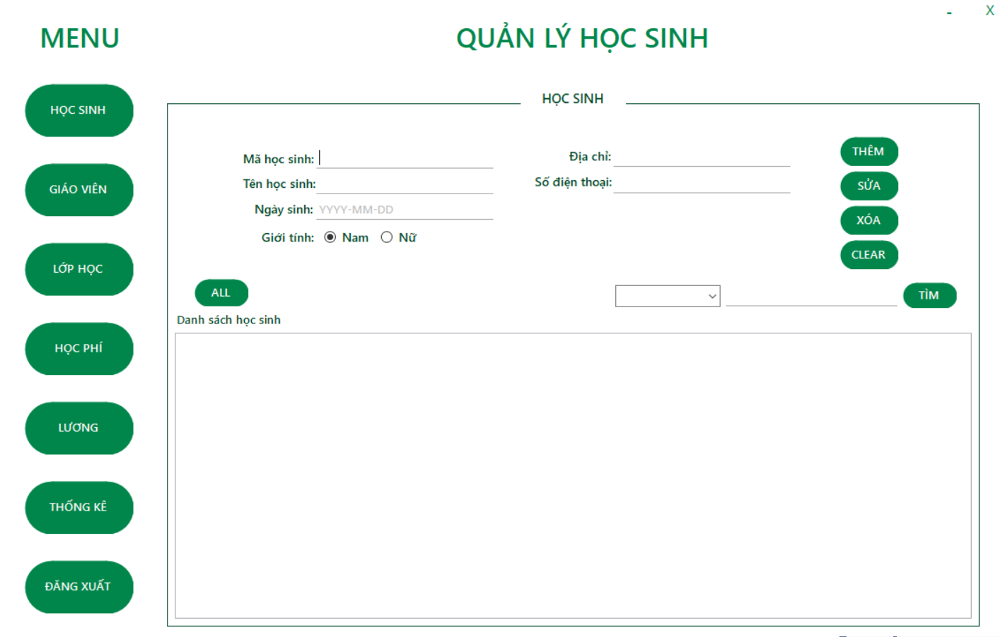 - X
MENU
QUẢN LÝ HỌC SINH
HỌC SINH
GIÁO VIÊN
LỚP HỌC
HỌC PHÍ
LƯƠNG
THỐNG KÊ
ĐĂNG XUẤT
HỌC SINH
Mã học sinh:
Tên học sinh:
Ngày sinh: YYYY-MM-DD
Giới tính: Nam Nữ
Địa chỉ:
Số điện thoại:
THÊM
SỬA
XÓA
CLEAR
ALL
TÌM
Danh sách học sinh